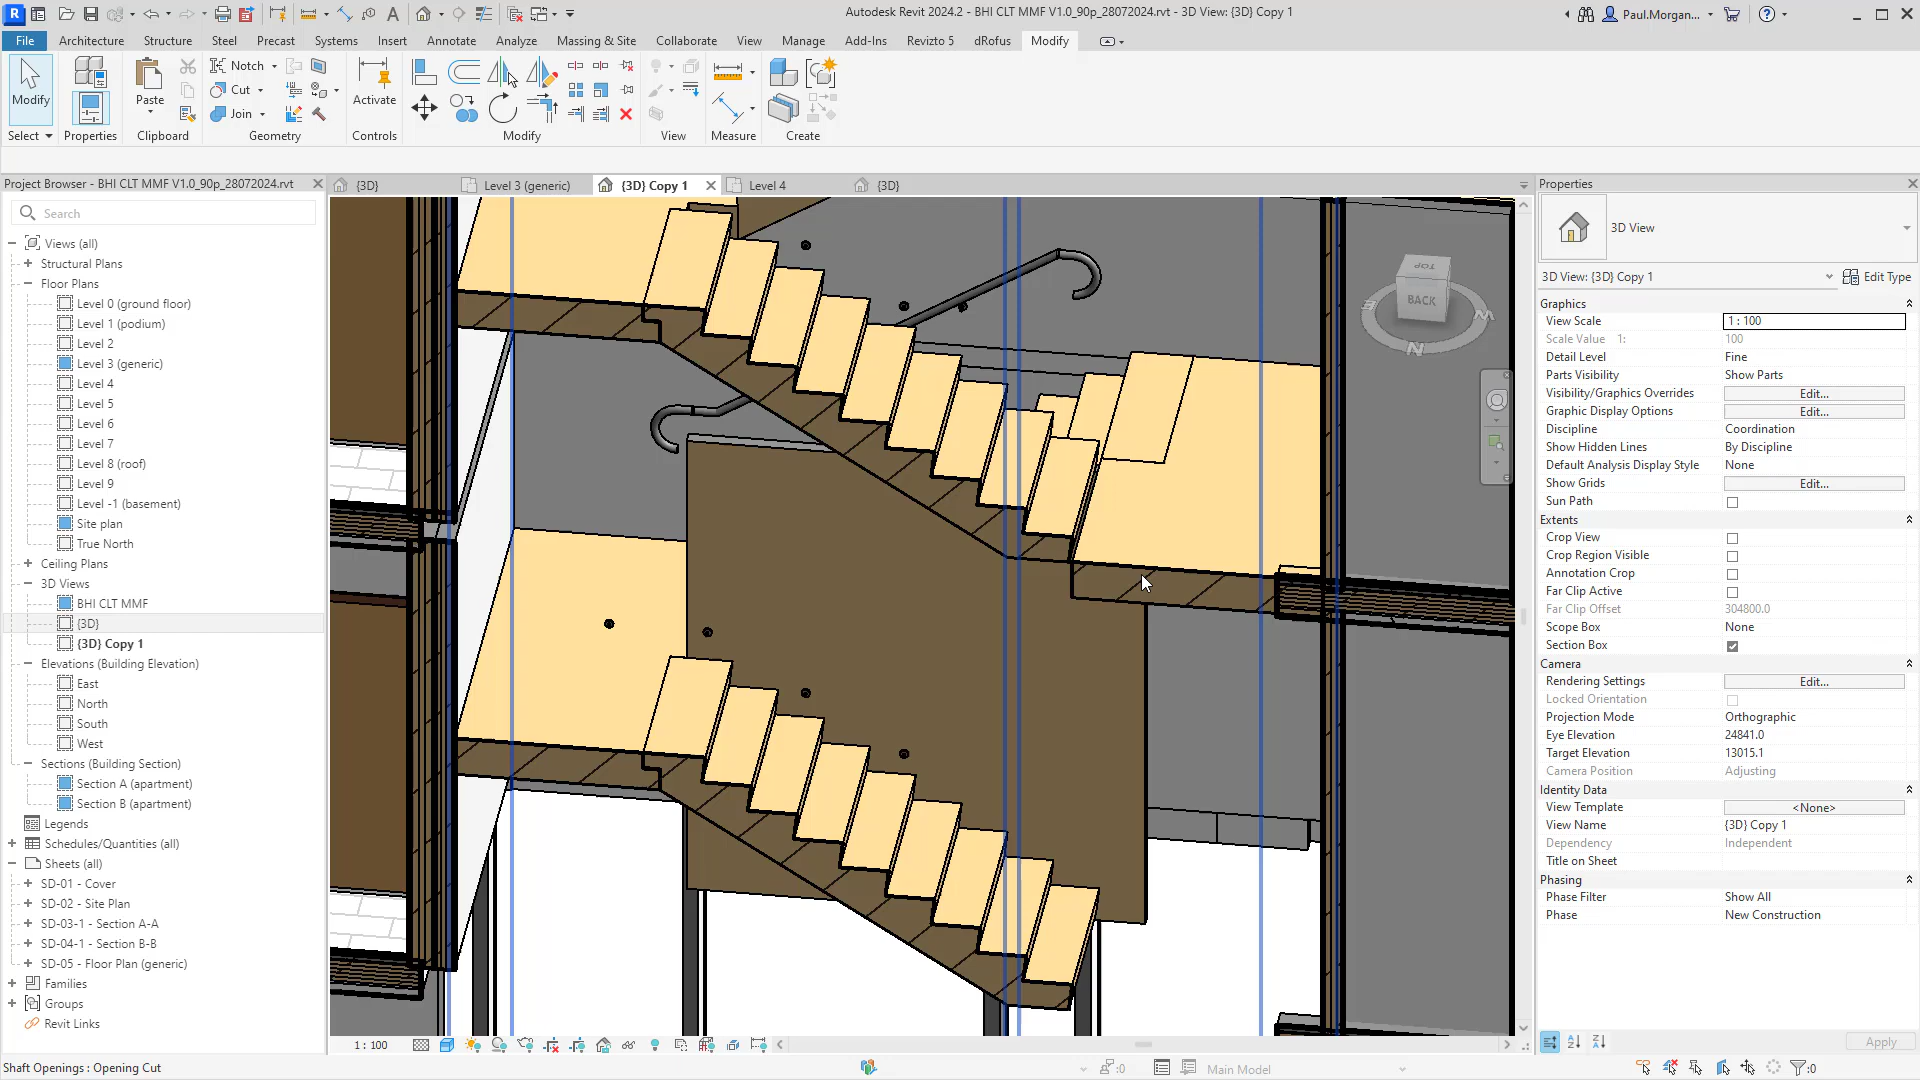 Autodesk Revit 2024.2 - BHI CLT MMF V1.0_90p_28072024.rvt - 3D View: {3D} Copy 1
Paul.Morgan...
File Architecture Structure Steel Precast Systems Insert Annotate Analyze Massing & Site Collaborate View Manage Add-Ins Revizto 5 dRofus Modify
Modify
Paste
Notch
Cut
Join
Activate
Select Properties Clipboard Geometry Controls Modify View Measure Create
Project Browser - BHI CLT MMF V1.0_90p_28072024.rvt
Search
Views (all)
Structural Plans
Floor Plans
Level 0 (ground floor)
Level 1 (podium)
Level 2
Level 3 (generic)
Level 4
Level 5
Level 6
Level 7
Level 8 (roof)
Level 9
Level -1 (basement)
Site plan
True North
Ceiling Plans
3D Views
BHI CLT MMF
{3D}
{3D} Copy 1
Elevations (Building Elevation)
East
North
South
West
Sections (Building Section)
Section A (apartment)
Section B (apartment)
Legends
Schedules/Quantities (all)
Sheets (all)
SD-01 - Cover
SD-02 - Site Plan
SD-03-1 - Section A-A
SD-04-1 - Section B-B
SD-05 - Floor Plan (generic)
Families
Groups
Revit Links
{3D}
Level 3 (generic)
{3D} Copy 1
Level 4
{3D}
TOP
BACK
N
1 : 100
Properties
3D View
3D View: {3D} Copy 1
Edit Type
Graphics
View Scale 1 : 100
Scale Value 1: 100
Detail Level Fine
Parts Visibility Show Parts
Visibility/Graphics Overrides Edit...
Graphic Display Options Edit...
Discipline Coordination
Show Hidden Lines By Discipline
Default Analysis Display Style None
Show Grids Edit...
Sun Path
Extents
Crop View
Crop Region Visible
Annotation Crop
Far Clip Active
Far Clip Offset 304800.0
Scope Box None
Section Box
Camera
Rendering Settings Edit...
Locked Orientation
Projection Mode Orthographic
Eye Elevation 24841.0
Target Elevation 13015.1
Camera Position Adjusting
Identity Data
View Template <None>
View Name {3D} Copy 1
Dependency Independent
Title on Sheet
Phasing
Phase Filter Show All
Phase New Construction
Apply
Shaft Openings : Opening Cut
:0
Main Model
:0